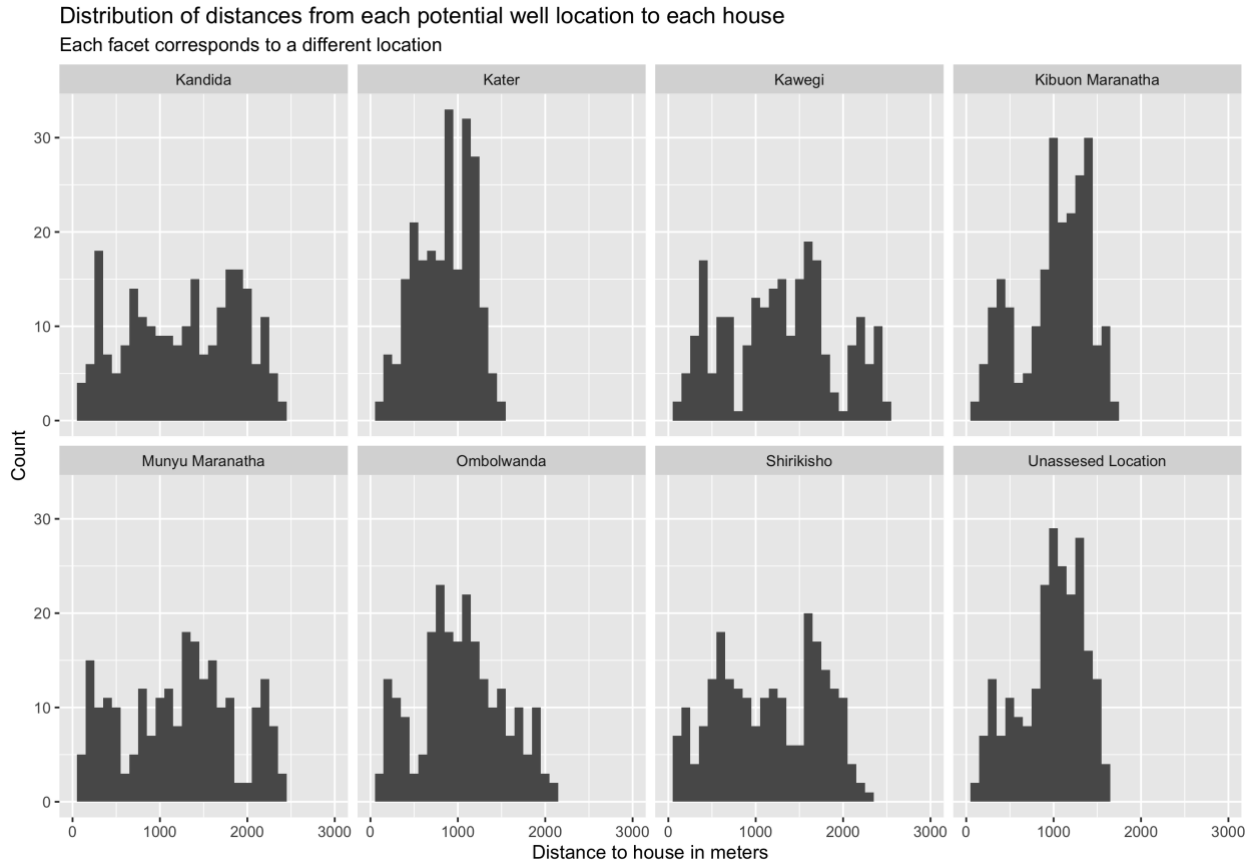 Distribution of distances from each potential well location to each house
Each facet corresponds to a different location
Kandida
Kater
Kawegi
Kibuon Maranatha
30
20
10
0
Count
Munyu Maranatha
Ombolwanda
Shirikisho
Unassesed Location
30
20
10
0
0 1000 2000 3000
0 1000 2000 3000
0 1000 2000 3000
0 1000 2000 3000
Distance to house in meters